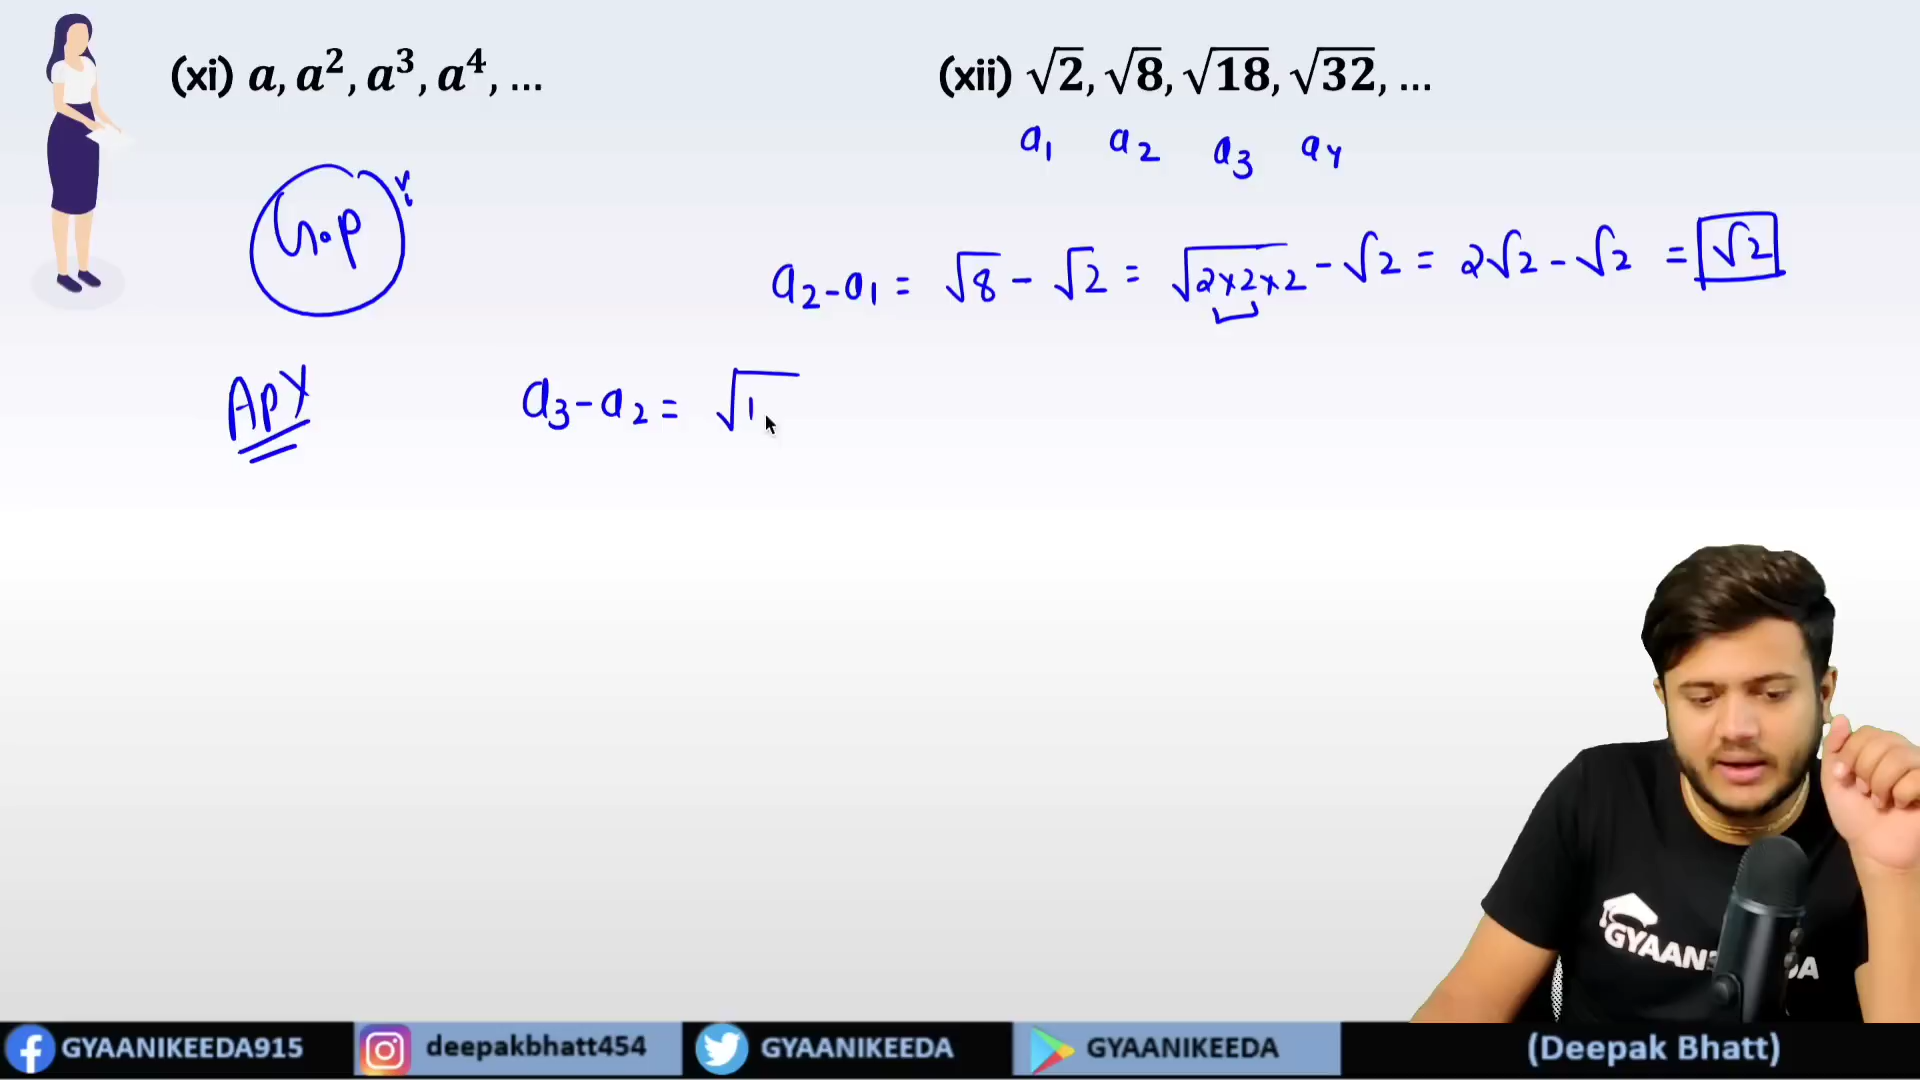 (xi) a, a², a³, a⁴, ...
(xii) √2, √8, √18, √32, ...
a₁ a₂ a₃ a₄
G.p
a₂-a₁ = √8 - √2 = √2×2×2 - √2 = 2√2 - √2 = √2
Ap X
a₃-a₂ = √1
GYAANIKEEDA915
deepakbhatt454
GYAANIKEEDA
GYAANIKEEDA
(Deepak Bhatt)